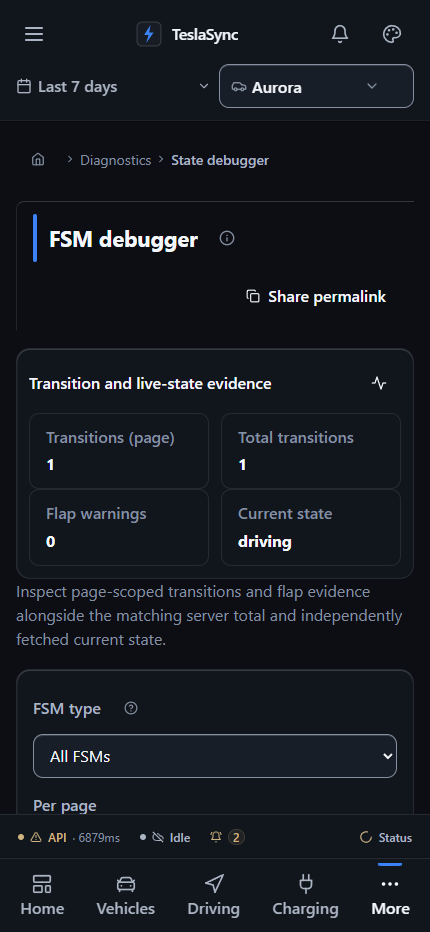 TeslaSync
Last 7 days
Aurora
Diagnostics
State debugger
FSM debugger
Share permalink
Transition and live-state evidence
Transitions (page)
1
Total transitions
1
Flap warnings
0
Current state
driving
Inspect page-scoped transitions and flap evidence
alongside the matching server total and independently
fetched current state.
FSM type
All FSMs
Per page
API · 6879ms
Idle
2
Status
Home
Vehicles
Driving
Charging
More